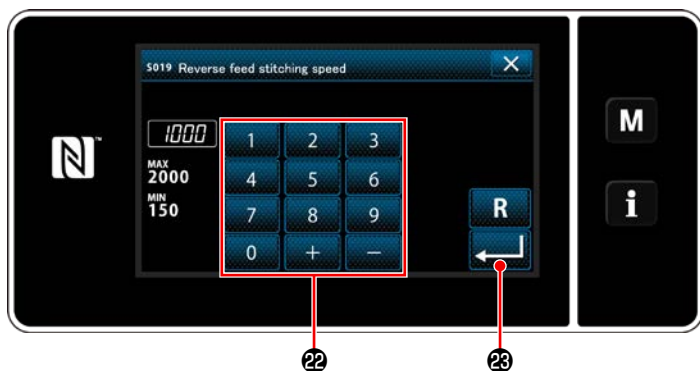 S019 Reverse feed stitching speed
X
1000
MAX
2000
MIN
150
1 2 3
4 5 6
7 8 9
0 + −
R
M
i
N
㉒ ㉓